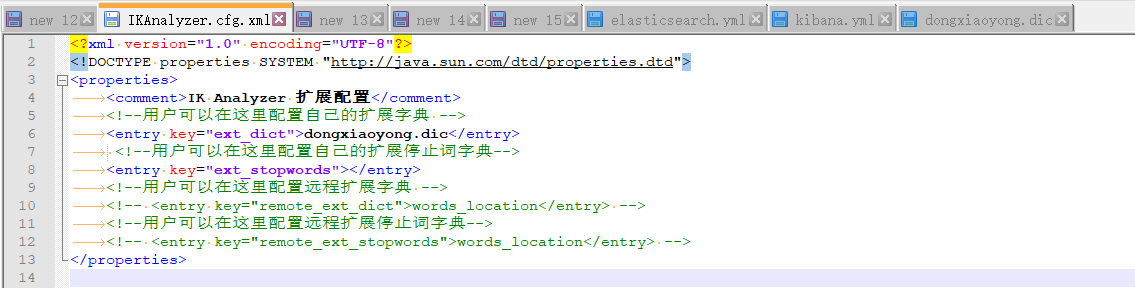 new 12 IKAnalyzer.cfg.xml new 13 new 14 new 15 elasticsearch.yml kibana.yml dongxiaoyong.dic
1 <?xml version="1.0" encoding="UTF-8"?>
2 <!DOCTYPE properties SYSTEM "http://java.sun.com/dtd/properties.dtd">
3 <properties>
4 <comment>IK Analyzer 扩展配置</comment>
5 <!--用户可以在这里配置自己的扩展字典 -->
6 <entry key="ext_dict">dongxiaoyong.dic</entry>
7 <!--用户可以在这里配置自己的扩展停止词字典-->
8 <entry key="ext_stopwords"></entry>
9 <!--用户可以在这里配置远程扩展字典 -->
10 <!-- <entry key="remote_ext_dict">words_location</entry> -->
11 <!--用户可以在这里配置远程扩展停止词字典-->
12 <!-- <entry key="remote_ext_stopwords">words_location</entry> -->
13 </properties>
14